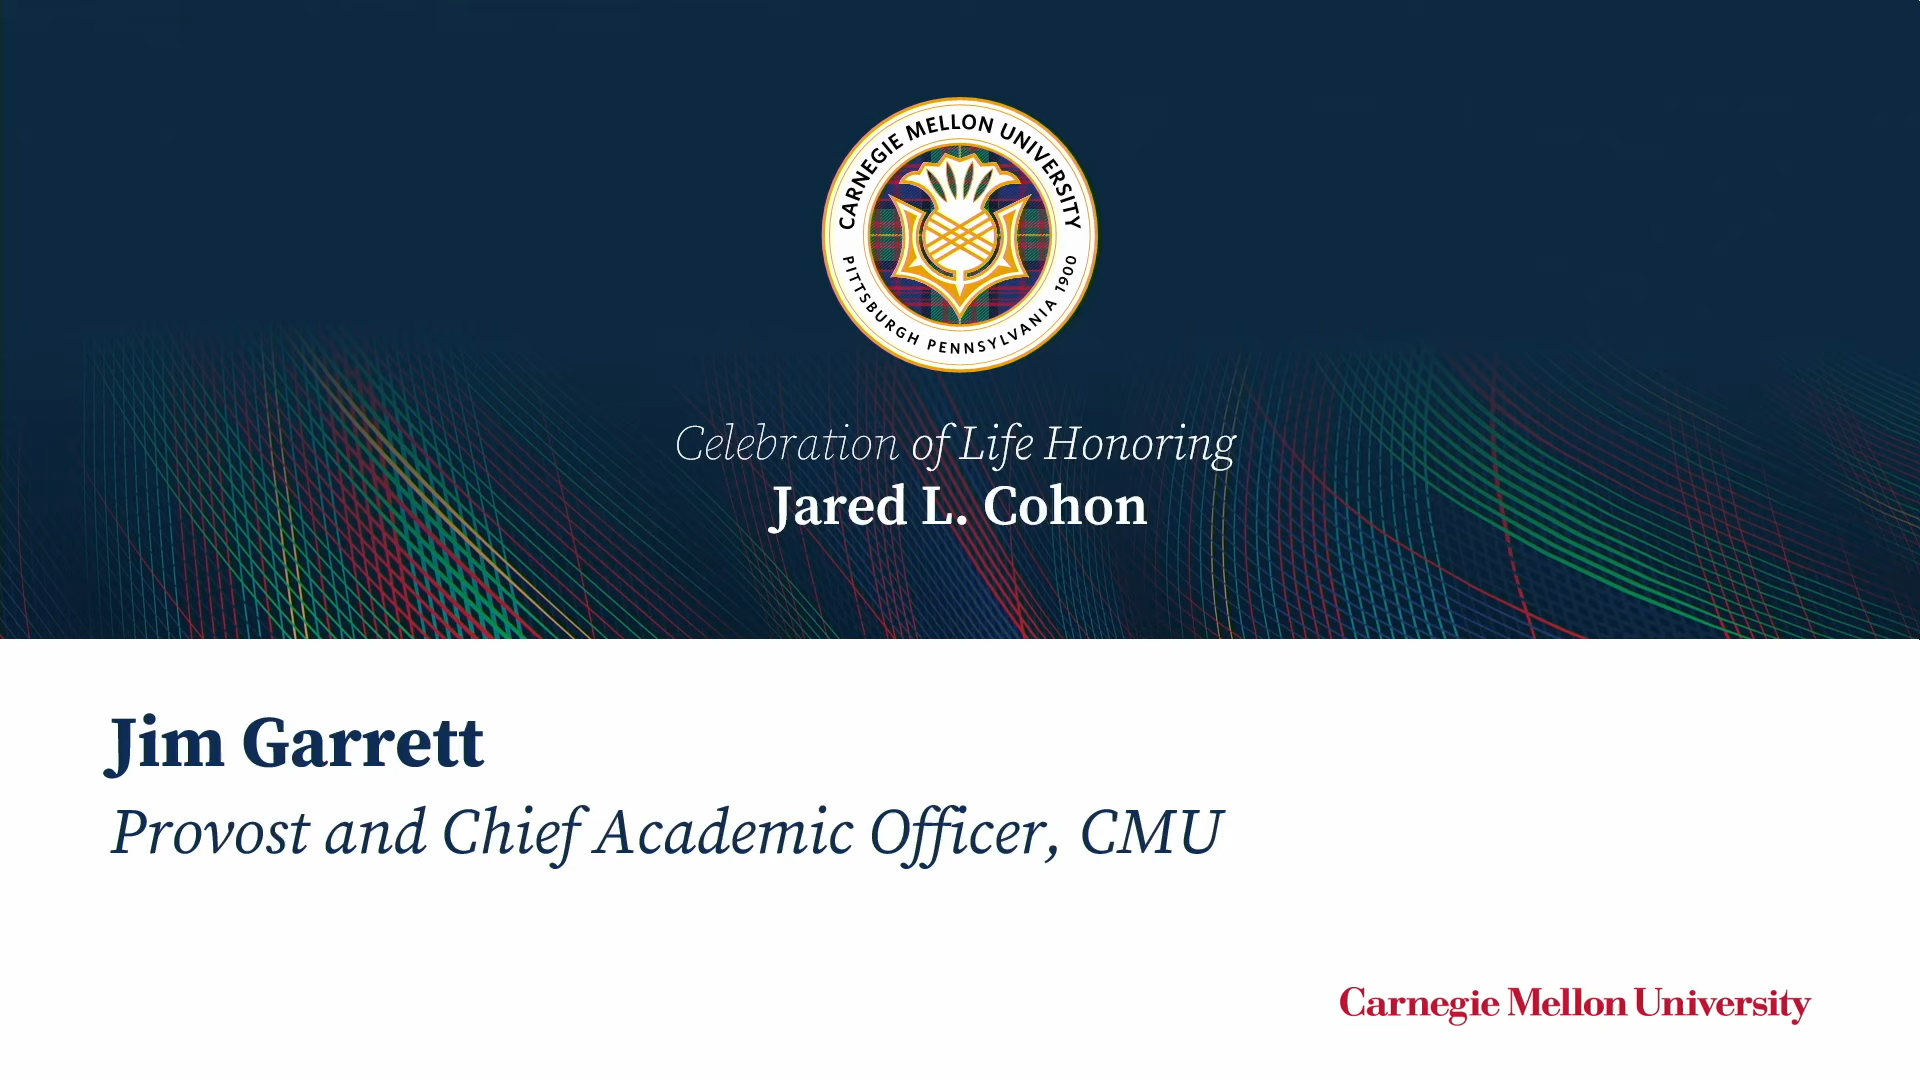 CARNEGIE MELLON UNIVERSITY
PITTSBURGH PENNSYLVANIA 1900
Celebration of Life Honoring
Jared L. Cohon
Jim Garrett
Provost and Chief Academic Officer, CMU
Carnegie Mellon University